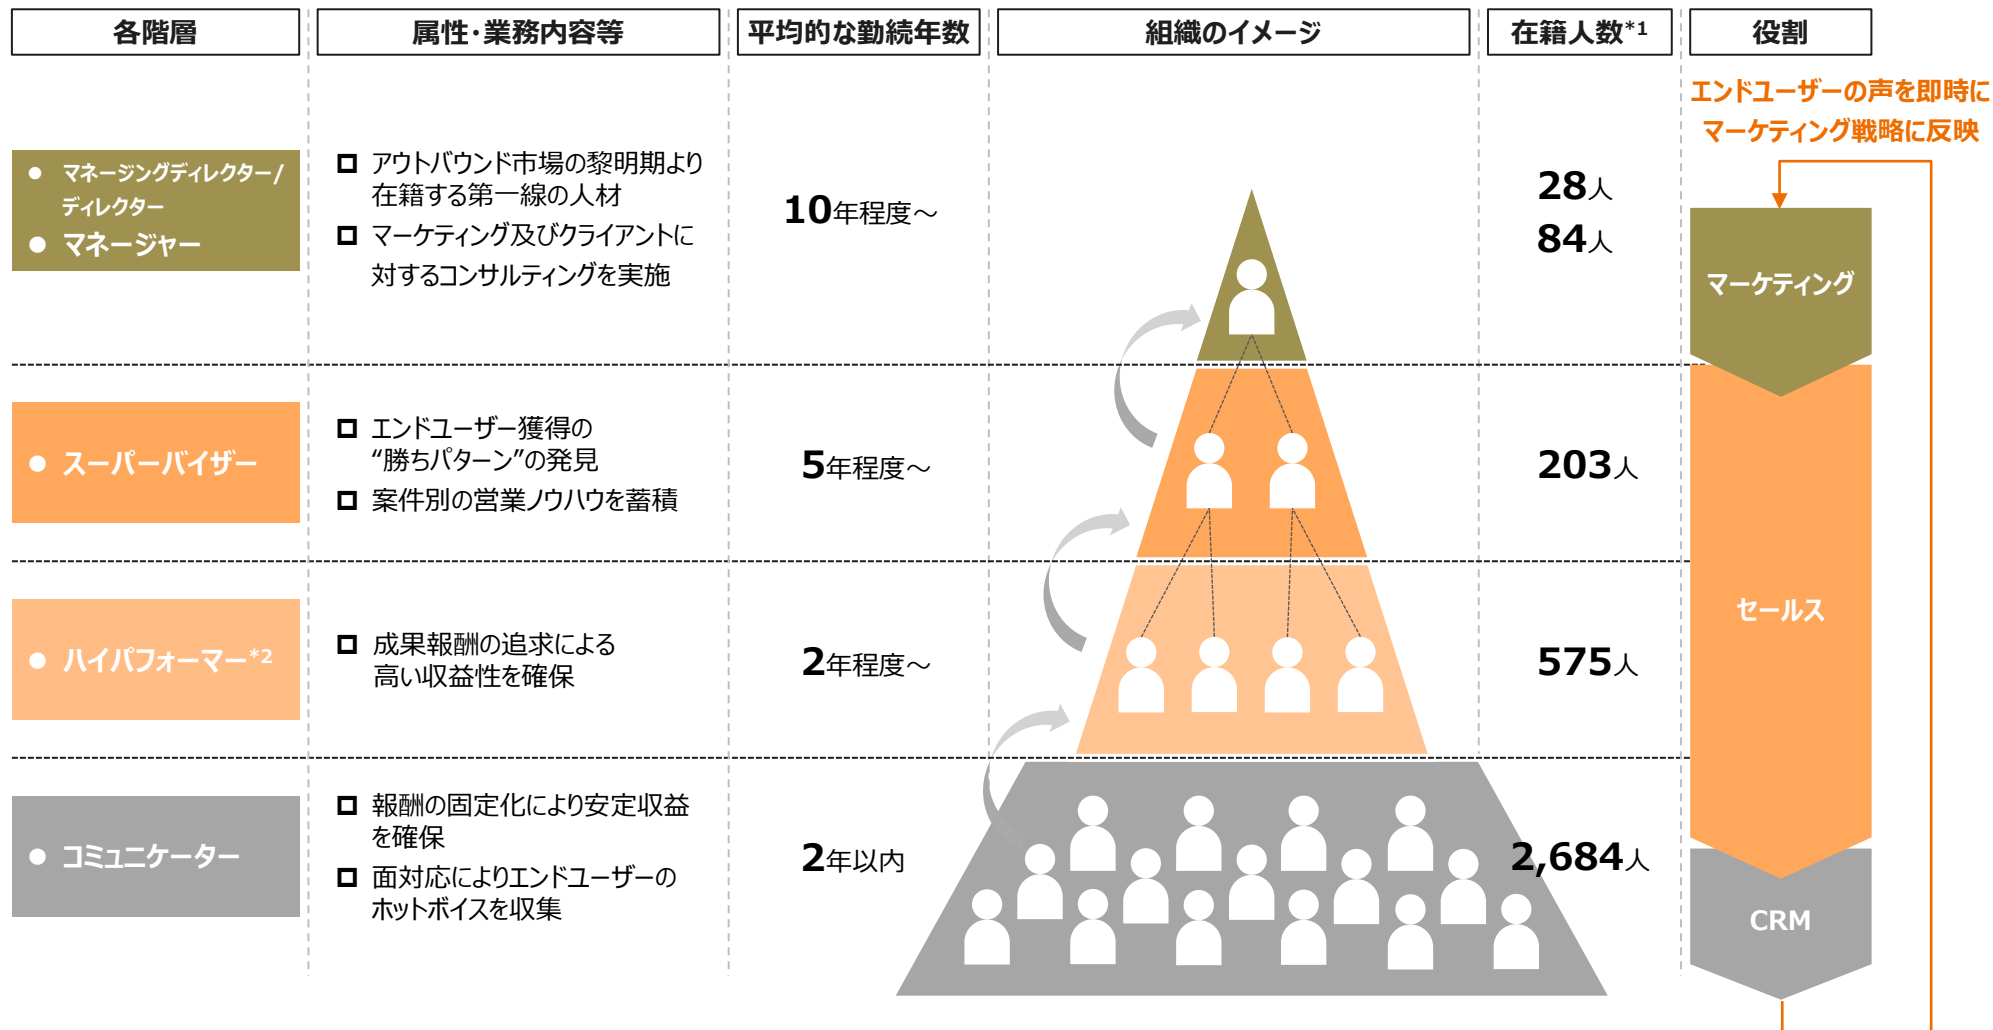 各階層
属性・業務内容等
平均的な勤続年数
組織のイメージ
在籍人数*1
役割
エンドユーザーの声を即時に
マーケティング戦略に反映
● マネージングディレクター/
ディレクター
● マネージャー
アウトバウンド市場の黎明期より
在籍する第一線の人材
マーケティング及びクライアントに
対するコンサルティングを実施
10年程度～
28人
84人
マーケティング
● スーパーバイザー
エンドユーザー獲得の
“勝ちパターン”の発見
案件別の営業ノウハウを蓄積
5年程度～
203人
セールス
● ハイパフォーマー*2
成果報酬の追求による
高い収益性を確保
2年程度～
575人
● コミュニケーター
報酬の固定化により安定収益
を確保
面対応によりエンドユーザーの
ホットボイスを収集
2年以内
2,684人
CRM